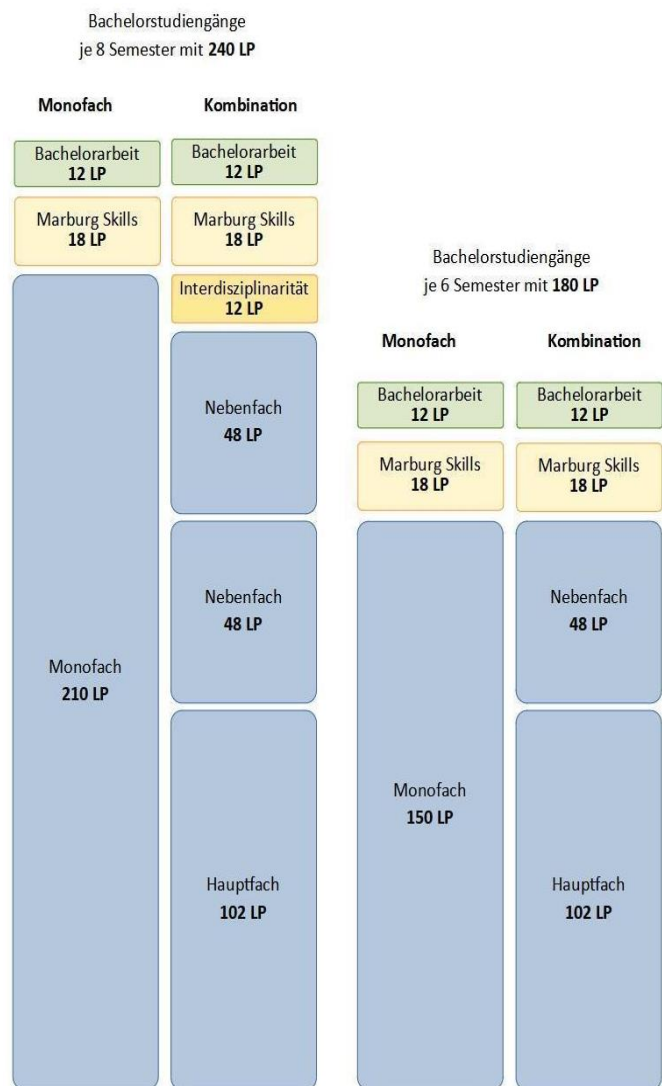 Bachelorstudiengänge
je 8 Semester mit 240 LP
Monofach
Kombination
Bachelorarbeit
12 LP
Bachelorarbeit
12 LP
Marburg Skills
18 LP
Marburg Skills
18 LP
Interdisziplinarität
12 LP
Nebenfach
48 LP
Nebenfach
48 LP
Monofach
210 LP
Hauptfach
102 LP
Bachelorstudiengänge
je 6 Semester mit 180 LP
Monofach
Kombination
Bachelorarbeit
12 LP
Bachelorarbeit
12 LP
Marburg Skills
18 LP
Marburg Skills
18 LP
Nebenfach
48 LP
Monofach
150 LP
Hauptfach
102 LP